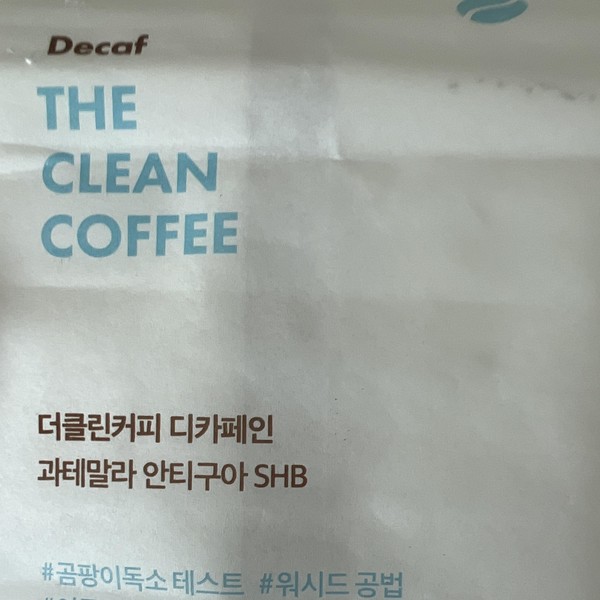 Decaf
THE
CLEAN
COFFEE
더클린커피 디카페인
과테말라 안티구아 SHB
#곰팡이독소 테스트 #워시드 공법